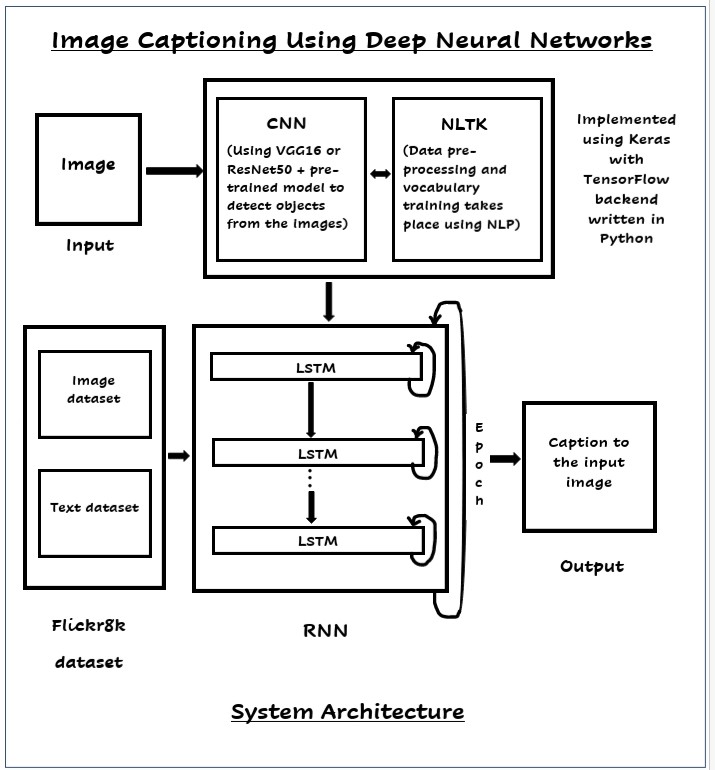 Image Captioning Using Deep Neural Networks
Image
Input
CNN
(Using VGG16 or
ResNet50 + pre-
trained model to
detect objects
from the images)
NLTK
(Data pre-
processing and
vocabulary
training takes
place using NLP)
Implemented
using Keras
with
TensorFlow
backend
written in
Python
Image
dataset
Text dataset
Flickr8k
dataset
LSTM
LSTM
LSTM
RNN
E
p
o
c
h
Caption to
the input
image
Output
System Architecture